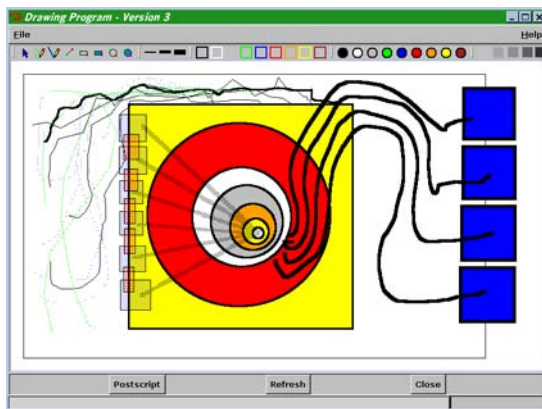 Drawing Program - Version 3
File Help
Postscript Refresh Close